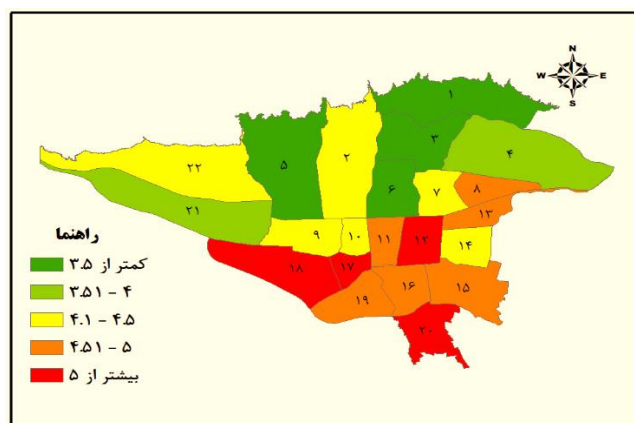 N
W E
S
۱
۳
۴
۲
۵
۲۲
۶
۷
۸
۲۱
۱۳
۹
۱۰
۱۱
۱۲
۱۴
۱۸
۱۷
۱۶
۱۵
۱۹
۲۰
راهنما
کمتر از ۳.۵
۳.۵۱ - ۴
۴.۱ - ۴.۵
۴.۵۱ - ۵
بیشتر از ۵